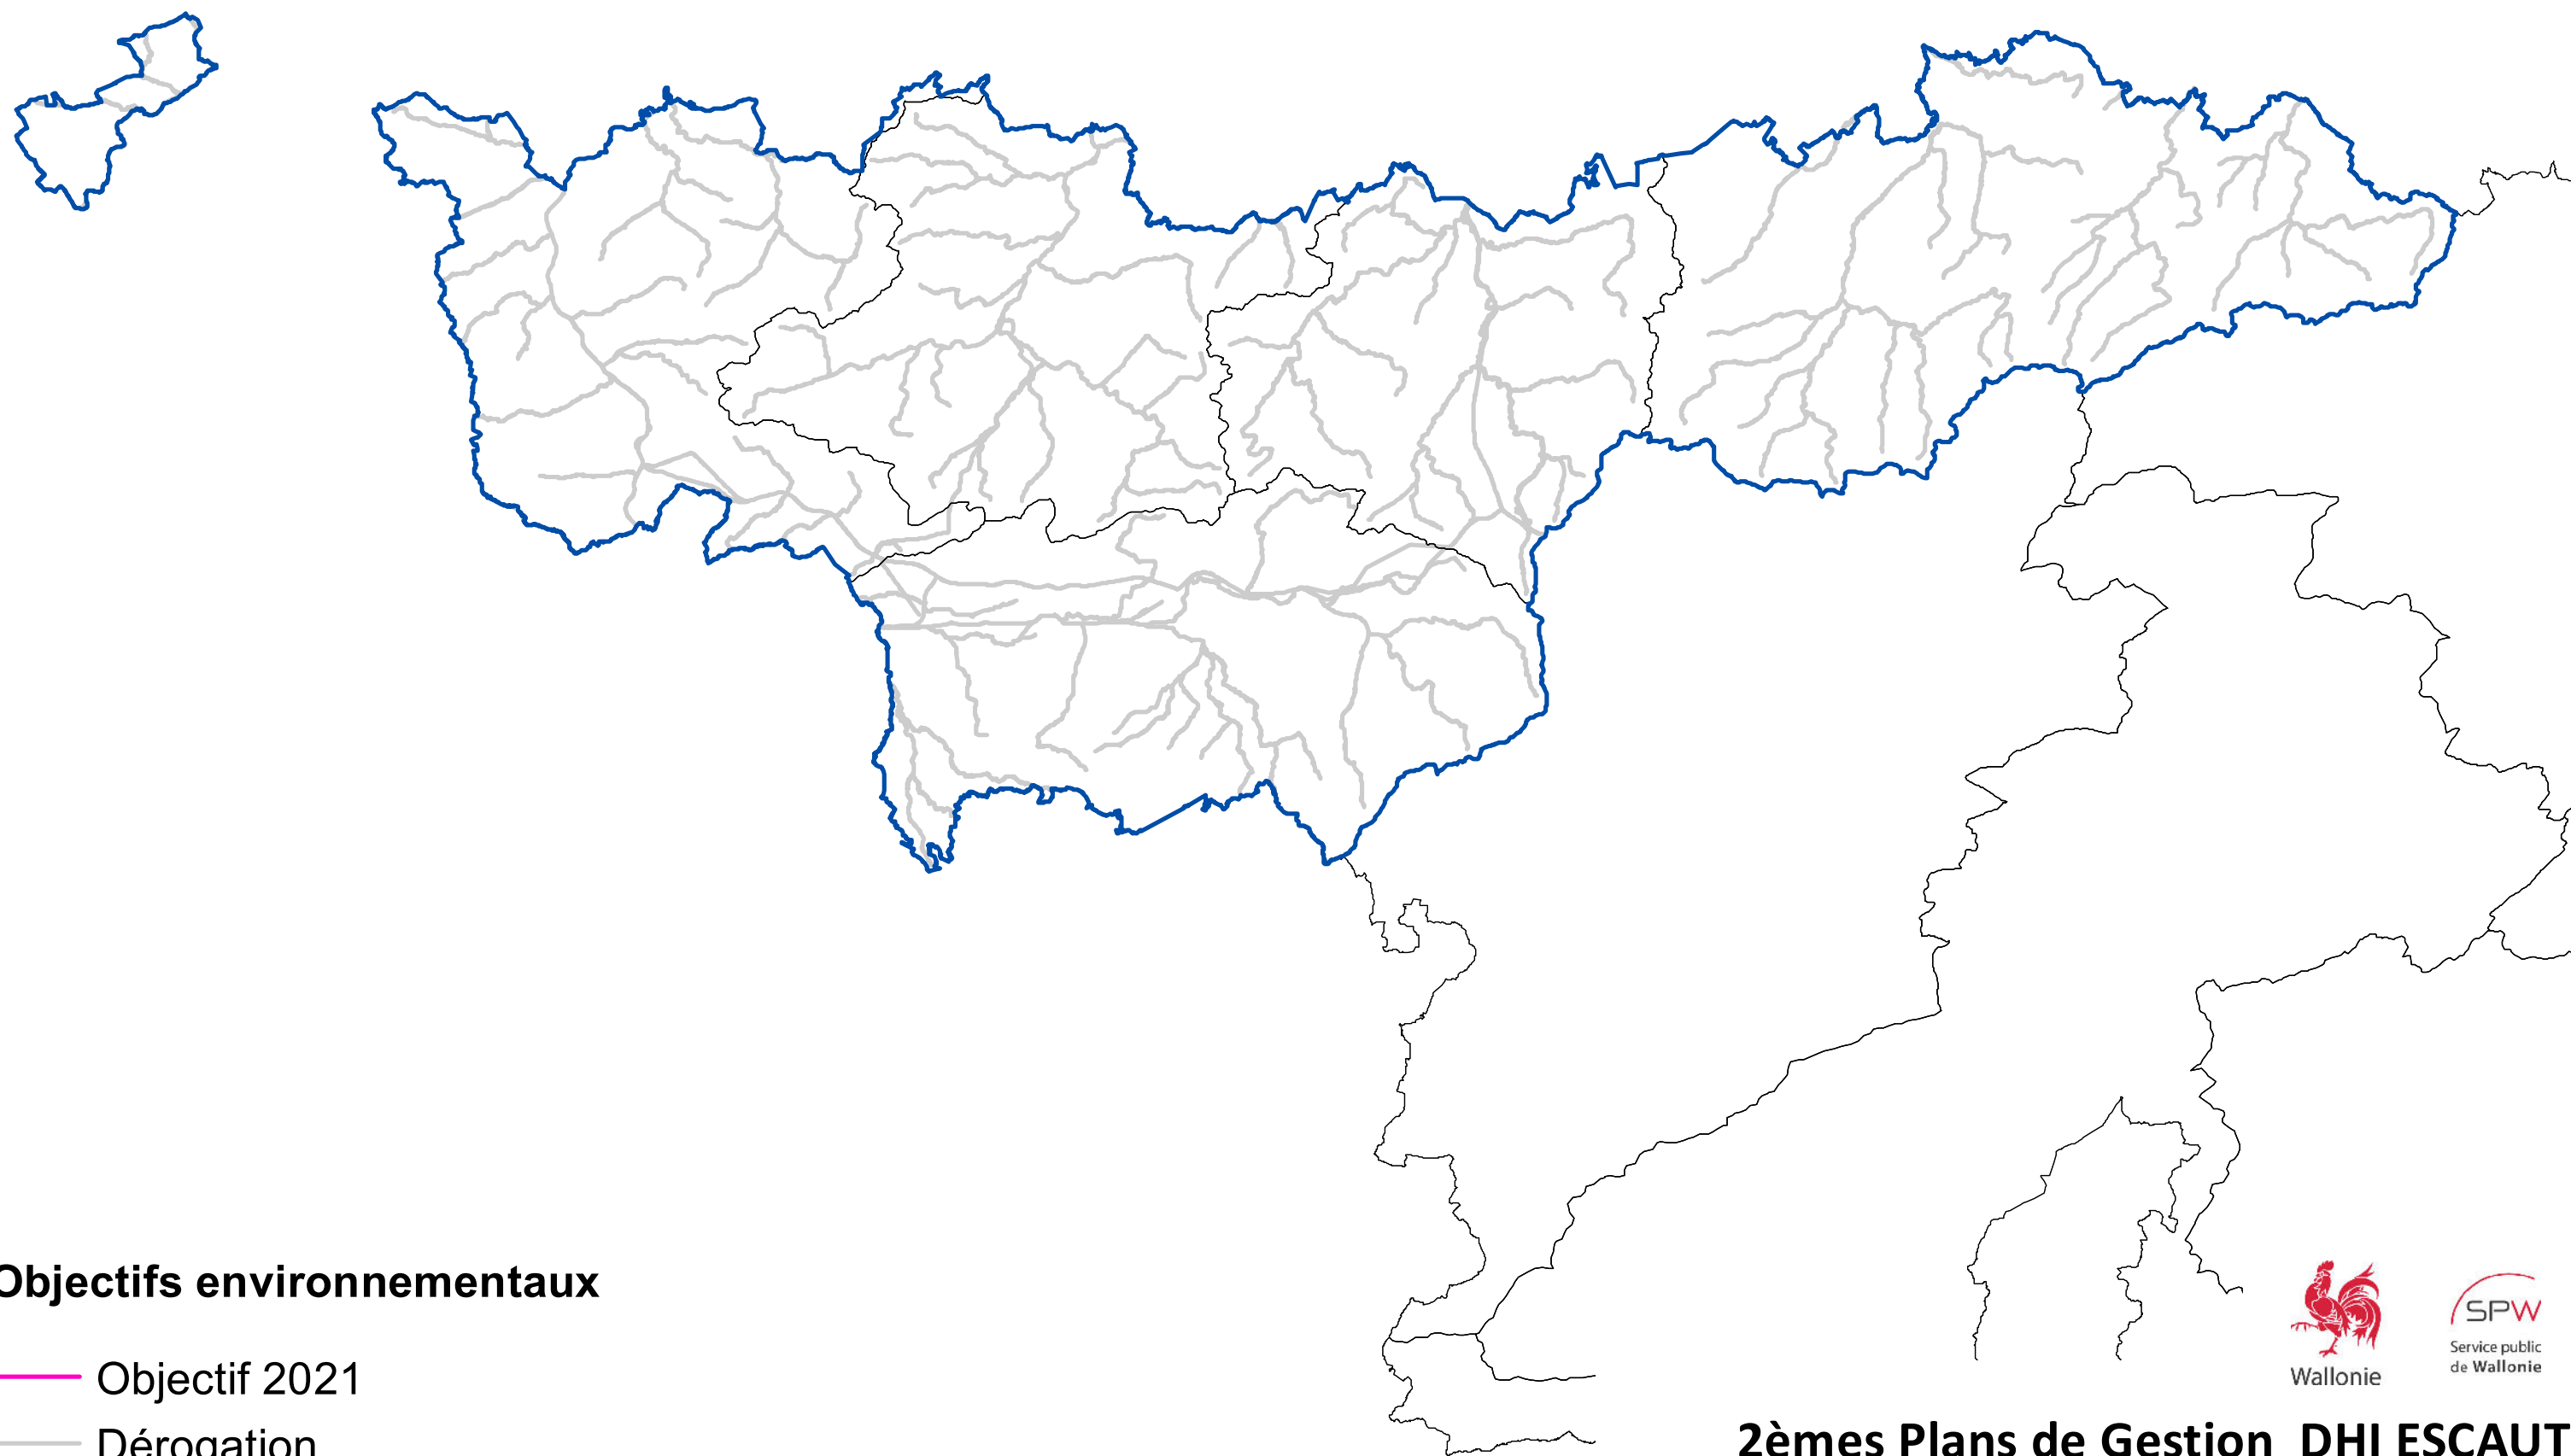 Objectifs environnementaux
Objectif 2021
Dérogation
Wallonie
SPW
Service public
de Wallonie
2èmes Plans de Gestion DHI ESCAUT